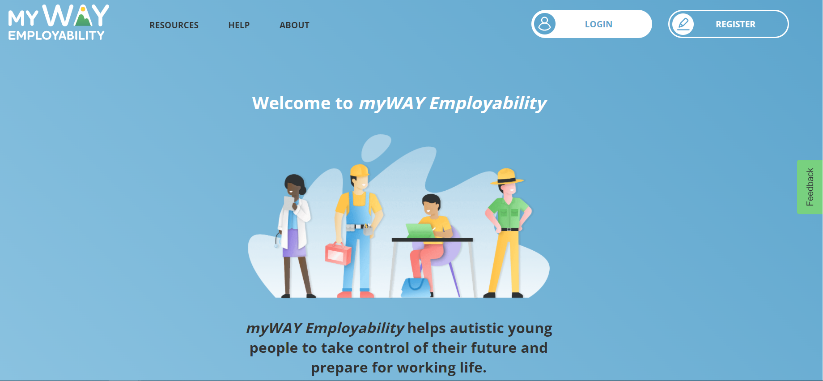 MY WAY
EMPLOYABILITY
RESOURCES HELP ABOUT
LOGIN
REGISTER
Welcome to myWAY Employability
Feedback
myWAY Employability helps autistic young
people to take control of their future and
prepare for working life.